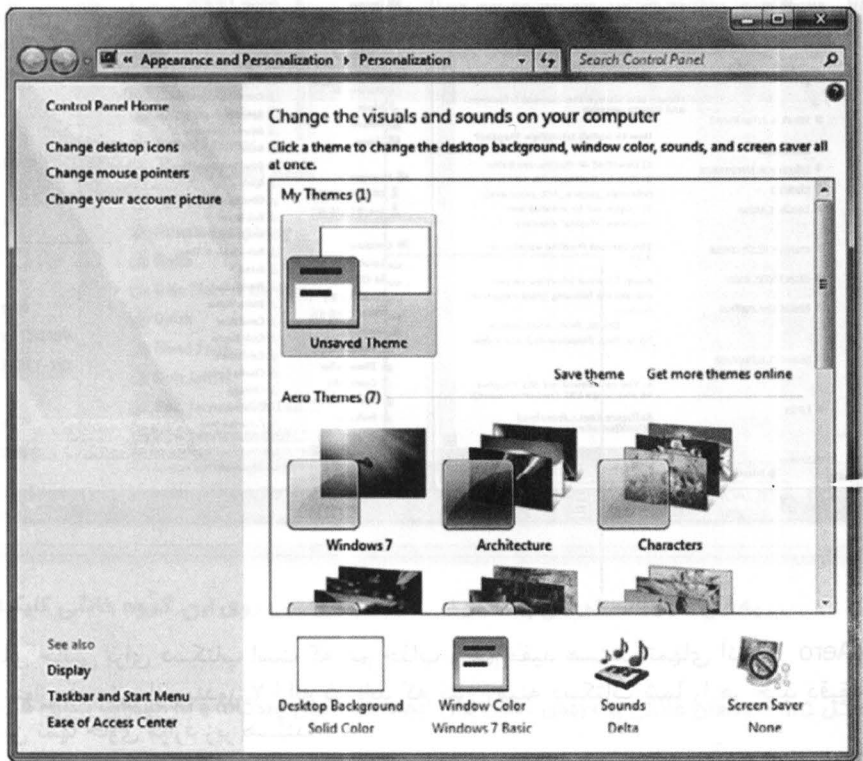 « Appearance and Personalization ▸ Personalization
Search Control Panel
Control Panel Home
Change desktop icons
Change mouse pointers
Change your account picture
Change the visuals and sounds on your computer
Click a theme to change the desktop background, window color, sounds, and screen saver all
at once.
My Themes (1)
Unsaved Theme
Save theme Get more themes online
Aero Themes (7)
Windows 7 Architecture Characters
See also
Display
Taskbar and Start Menu
Ease of Access Center
Desktop Background
Solid Color
Window Color
Windows 7 Basic
Sounds
Delta
Screen Saver
None